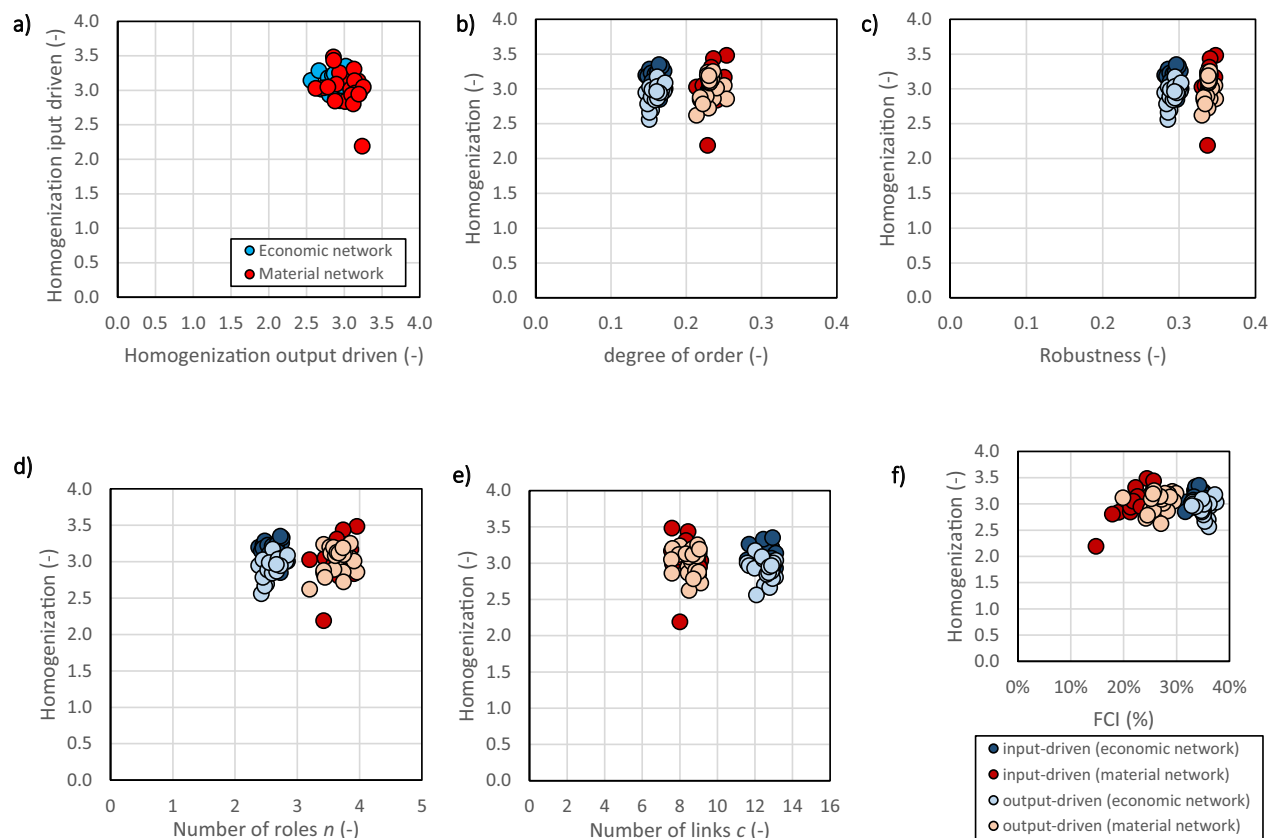 a)
Homogenization iput driven (-)
4.0
3.5
3.0
2.5
2.0
1.5
1.0
0.5
0.0
0.0 0.5 1.0 1.5 2.0 2.5 3.0 3.5 4.0
Homogenization output driven (-)
Economic network
Material network
b)
Homogenization (-)
4.0
3.5
3.0
2.5
2.0
1.5
1.0
0.5
0.0
0.0 0.1 0.2 0.3 0.4
degree of order (-)
c)
Homogenizaition (-)
4.0
3.5
3.0
2.5
2.0
1.5
1.0
0.5
0.0
0.0 0.1 0.2 0.3 0.4
Robustness (-)
d)
Homogenization (-)
4.0
3.5
3.0
2.5
2.0
1.5
1.0
0.5
0.0
0 1 2 3 4 5
Number of roles n (-)
e)
Homogenization (-)
4.0
3.5
3.0
2.5
2.0
1.5
1.0
0.5
0.0
0 2 4 6 8 10 12 14 16
Number of links c (-)
f)
Homogenization (-)
4.0
3.5
3.0
2.5
2.0
1.5
1.0
0.5
0.0
0% 10% 20% 30% 40%
FCI (%)
input-driven (economic network)
input-driven (material network)
output-driven (economic network)
output-driven (material network)